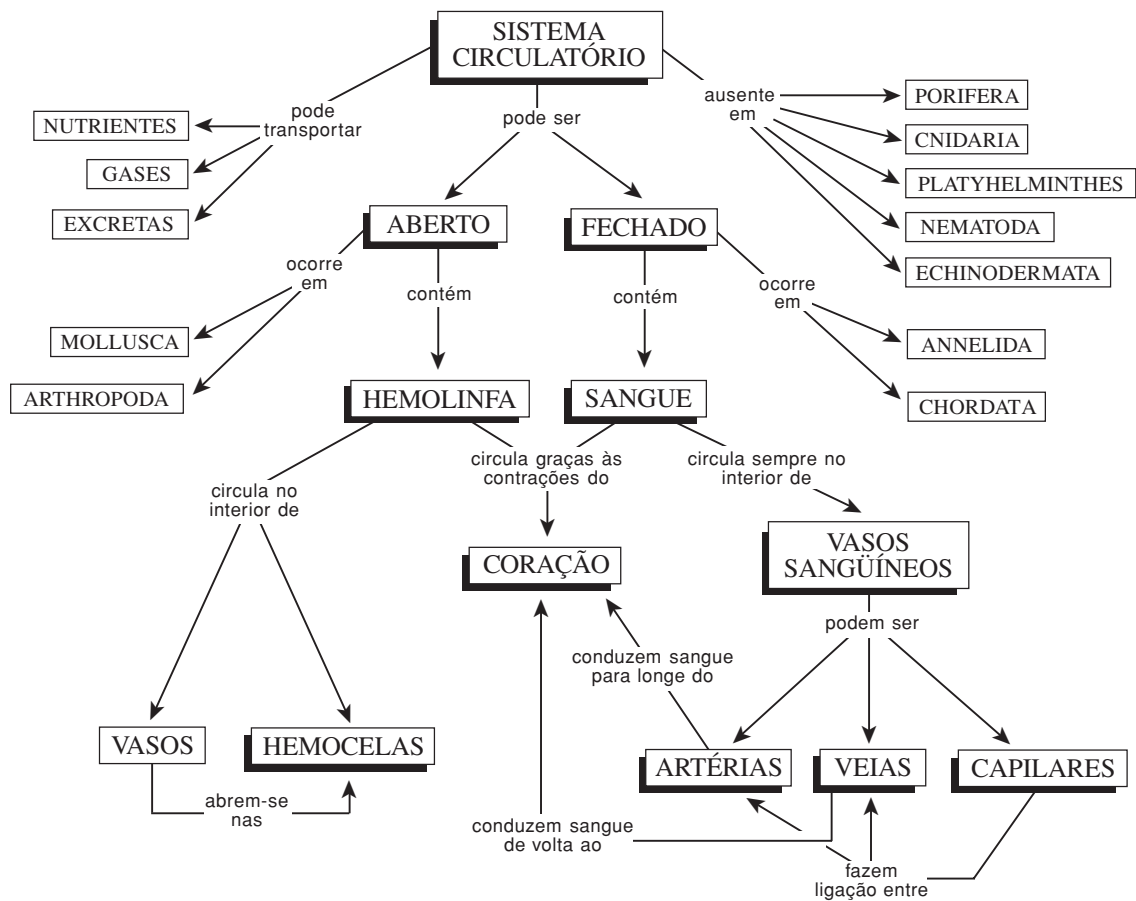 SISTEMA
CIRCULATÓRIO
pode
transportar
NUTRIENTES
GASES
EXCRETAS
pode ser
ausente
em
PORIFERA
CNIDARIA
PLATYHELMINTHES
NEMATODA
ECHINODERMATA
ABERTO
FECHADO
ocorre
em
MOLLUSCA
ARTHROPODA
contém
contém
ocorre
em
ANNELIDA
CHORDATA
HEMOLINFA
SANGUE
circula no
interior de
circula graças às
contrações do
circula sempre no
interior de
CORAÇÃO
VASOS
SANGÜÍNEOS
conduzem sangue
para longe do
podem ser
VASOS
HEMOCELAS
ARTÉRIAS
VEIAS
CAPILARES
abrem-se
nas
conduzem sangue
de volta ao
fazem
ligação entre